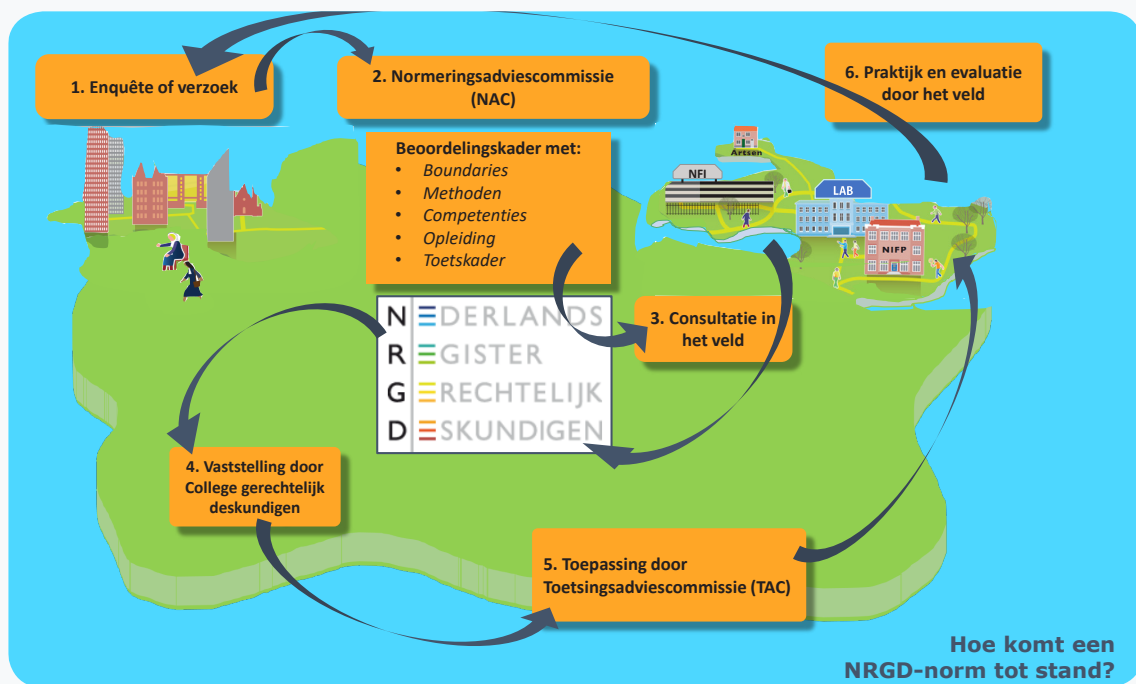 1. Enquête of verzoek
2. Normeringsadviescommissie
(NAC)
6. Praktijk en evaluatie
door het veld
Beoordelingskader met:
• Boundaries
• Methoden
• Competenties
• Opleiding
• Toetskader
Artsen
NFI
LAB
NIFP
NEDERLANDS
REGISTER
GERECHTELIJK
DESKUNDIGEN
3. Consultatie in
het veld
4. Vaststelling door
College gerechtelijk
deskundigen
5. Toepassing door
Toetsingsadviescommissie (TAC)
Hoe komt een
NRGD-norm tot stand?